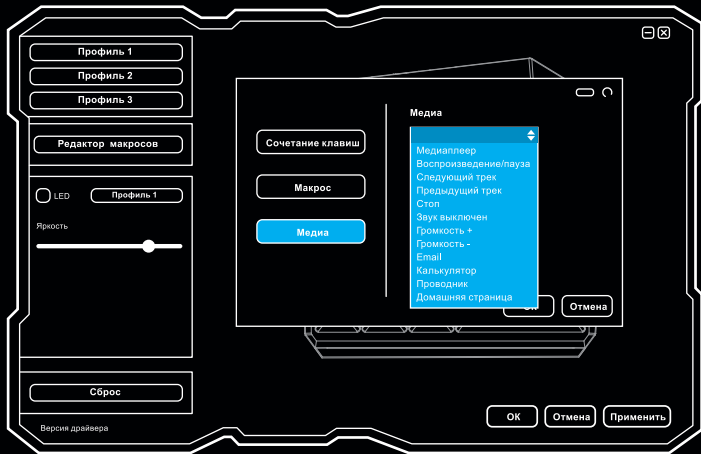 Профиль 1
Профиль 2
Профиль 3
Редактор макросов
LED
Профиль 1
Яркость
Сброс
Версия драйвера
Сочетание клавиш
Макрос
Медиа
Медиа
Медиаплеер
Воспроизведение/пауза
Следующий трек
Предыдущий трек
Стоп
Звук выключен
Громкость +
Громкость -
Email
Калькулятор
Проводник
Домашняя страница
Отмена
ОК
Отмена
Применить